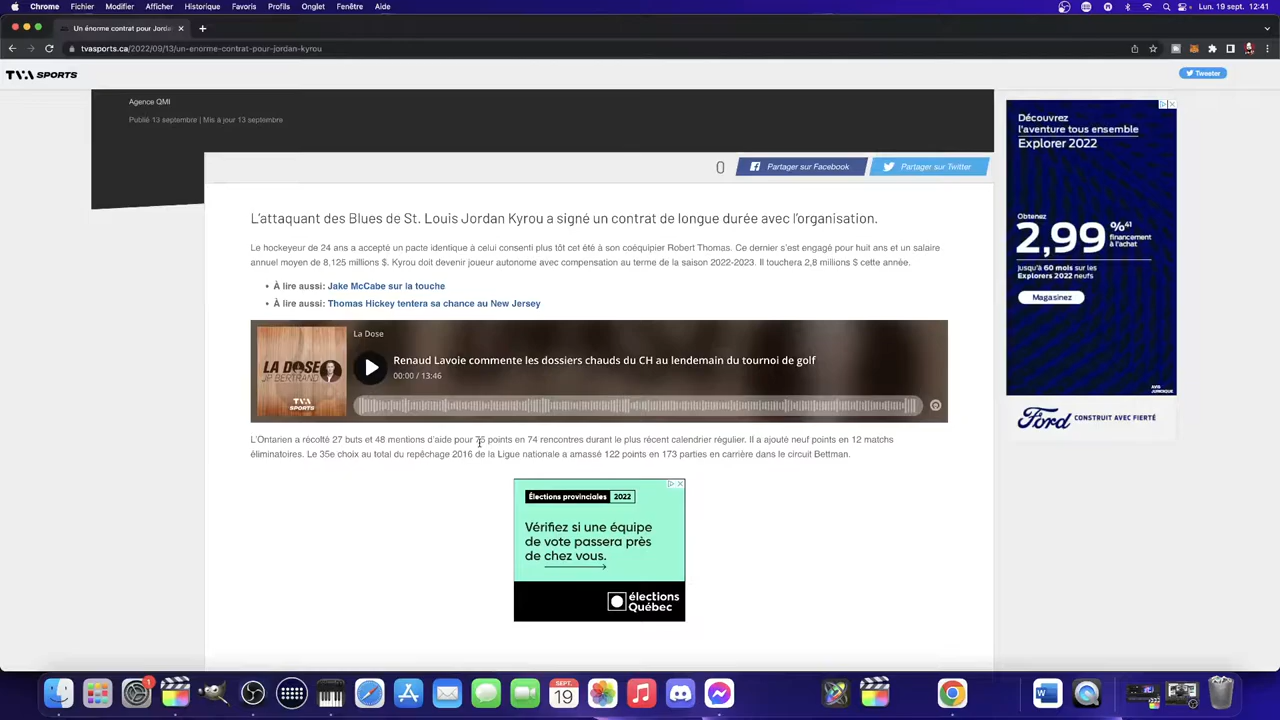 Chrome Fichier Modifier Affichage Historique Favoris Profils Onglet Fenêtre Aide Lun. 19 sept. 12:41
Un énorme contrat pour Jorda
tvasports.ca/2022/09/13/un-enorme-contrat-pour-jordan-kyrou
TVA SPORTS
Tweeter
Agence QMI
Publié 13 septembre | Mis à jour 13 septembre
0 Partager sur Facebook Partager sur Twitter
L'attaquant des Blues de St. Louis Jordan Kyrou a signé un contrat de longue durée avec l'organisation.
Le hockeyeur de 24 ans a accepté un pacte identique à celui consenti plus tôt cet été à son coéquipier Robert Thomas. Ce dernier s'est engagé pour huit ans et un salaire
annuel moyen de 8,125 millions $. Kyrou doit devenir joueur autonome avec compensation au terme de la saison 2022-2023. Il touchera 2,8 millions $ cette année.
• À lire aussi: Jake McCabe sur la touche
• À lire aussi: Thomas Hickey tentera sa chance au New Jersey
LA DOSE
JP BERTRAND
TVA
SPORTS
La Dose
Renaud Lavoie commente les dossiers chauds du CH au lendemain du tournoi de golf
00:00 / 13:46
L'Ontarien a récolté 27 buts et 48 mentions d'aide pour 75 points en 74 rencontres durant le plus récent calendrier régulier. Il a ajouté neuf points en 12 matchs
éliminatoires. Le 35e choix au total du repêchage 2016 de la Ligue nationale a amassé 122 points en 173 parties en carrière dans le circuit Bettman.
Élections provinciales 2022
Vérifiez si une équipe
de vote passera près
de chez vous.
élections
Québec
Découvrez
l'aventure tous ensemble
Explorer 2022
Obtenez
2,99 %41
financement
à l'achat
jusqu'à 60 mois sur les
Explorers 2022 neufs
Magasinez
AVIS
JURIDIQUE
Ford CONSTRUIT AVEC FIERTÉ
1
SEPT.
19
W